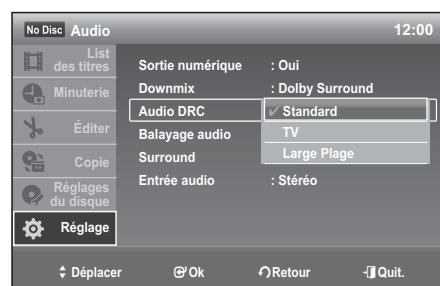 No Disc Audio 12:00
List
des titres
Minuterie
Éditer
Copie
Réglages
du disque
Réglage
Sortie numérique : Oui
Downmix : Dolby Surround
Audio DRC ✓ Standard
Balayage audio TV
Surround Large Plage
Entrée audio : Stéréo
Déplacer Ok Retour Quit.